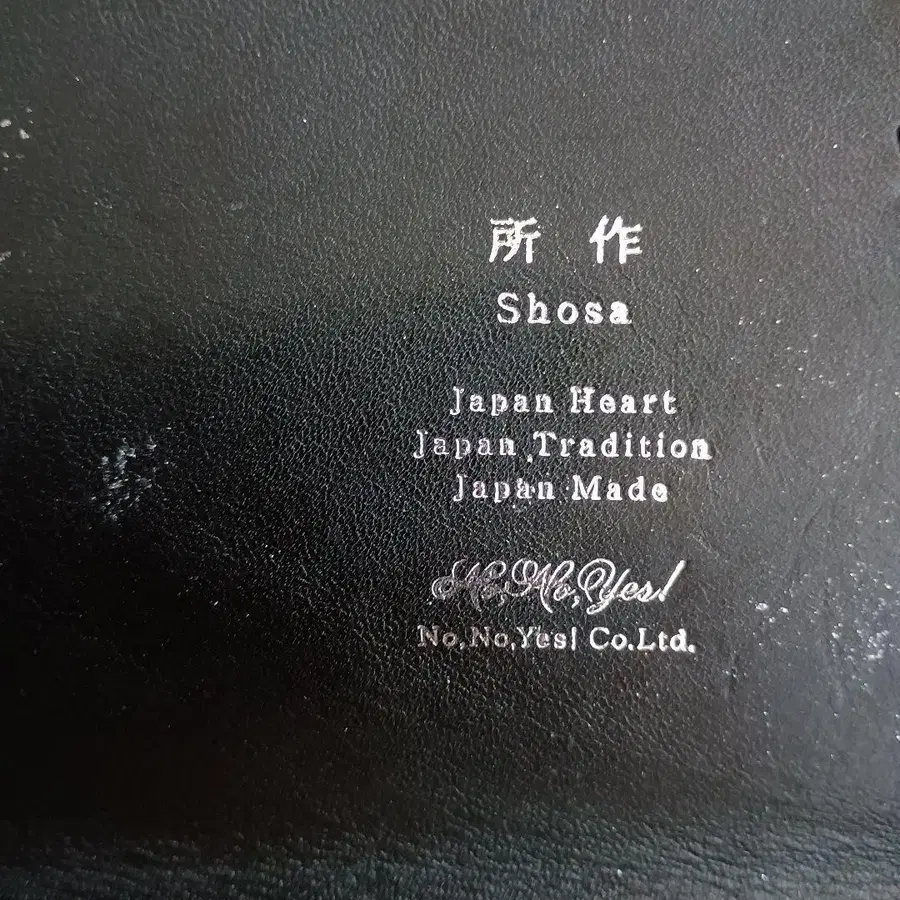 所 作
Shosa
Japan Heart
Japan Tradition
Japan Made
No,No,Yes!
No,No,Yes! Co.Ltd.